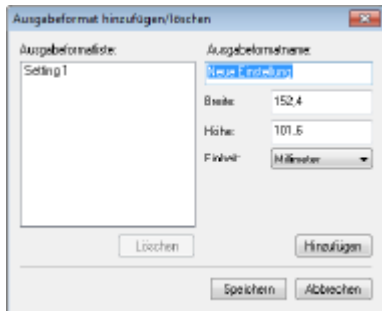 Ausgabeformat hinzufügen/löschen
Ausgabeformatliste:
Ausgabeformatname:
Setting 1
Neue Einstellung
Breite: 152,4
Höhe: 101,6
Einheit: Millimeter
Löschen
Hinzufügen
Speichern
Abbrechen